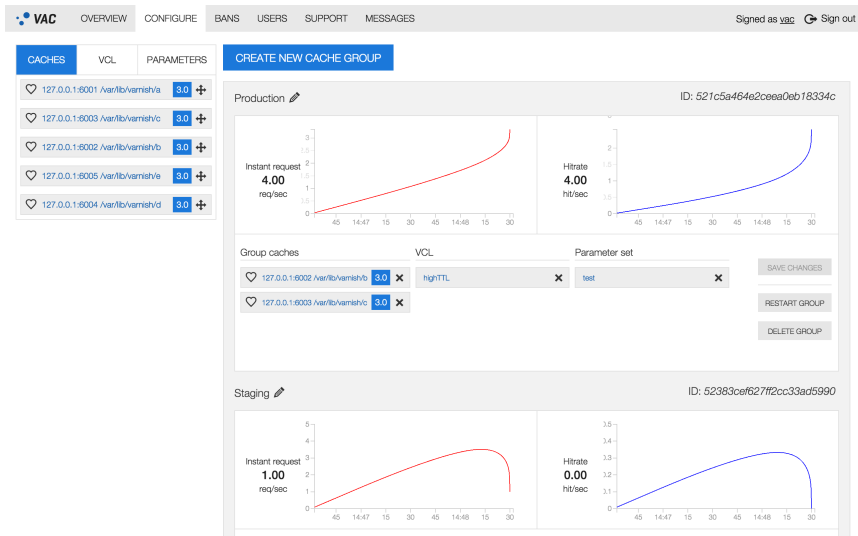 VAC OVERVIEW CONFIGURE BANS USERS SUPPORT MESSAGES Signed as vac Sign out
CACHES VCL PARAMETERS
127.0.0.1:6001 /var/lib/varnish/a 3.0
127.0.0.1:6003 /var/lib/varnish/c 3.0
127.0.0.1:6002 /var/lib/varnish/b 3.0
127.0.0.1:6005 /var/lib/varnish/e 3.0
127.0.0.1:6004 /var/lib/varnish/d 3.0
CREATE NEW CACHE GROUP
Production ID: 521c5a464e2ceea0eb18334c
Instant request
4.00
req/sec
3
2.5
2
1.5
1
0.5
0
45 14:47 15 30 45 14:48 15 30
Hitrate
4.00
hit/sec
2
1.5
1
0.5
0
45 14:47 15 30 45 14:48 15 30
Group caches VCL Parameter set
127.0.0.1:6002 /var/lib/varnish/b 3.0 highTTL test
127.0.0.1:6003 /var/lib/varnish/c 3.0
SAVE CHANGES
RESTART GROUP
DELETE GROUP
Staging ID: 52383cef627ff2cc33ad5990
Instant request
1.00
req/sec
5
4
3
2
1
0
45 14:47 15 30 45 14:48 15 30
Hitrate
0.00
hit/sec
0.5
0.4
0.3
0.2
0.1
0
45 14:47 15 30 45 14:48 15 30